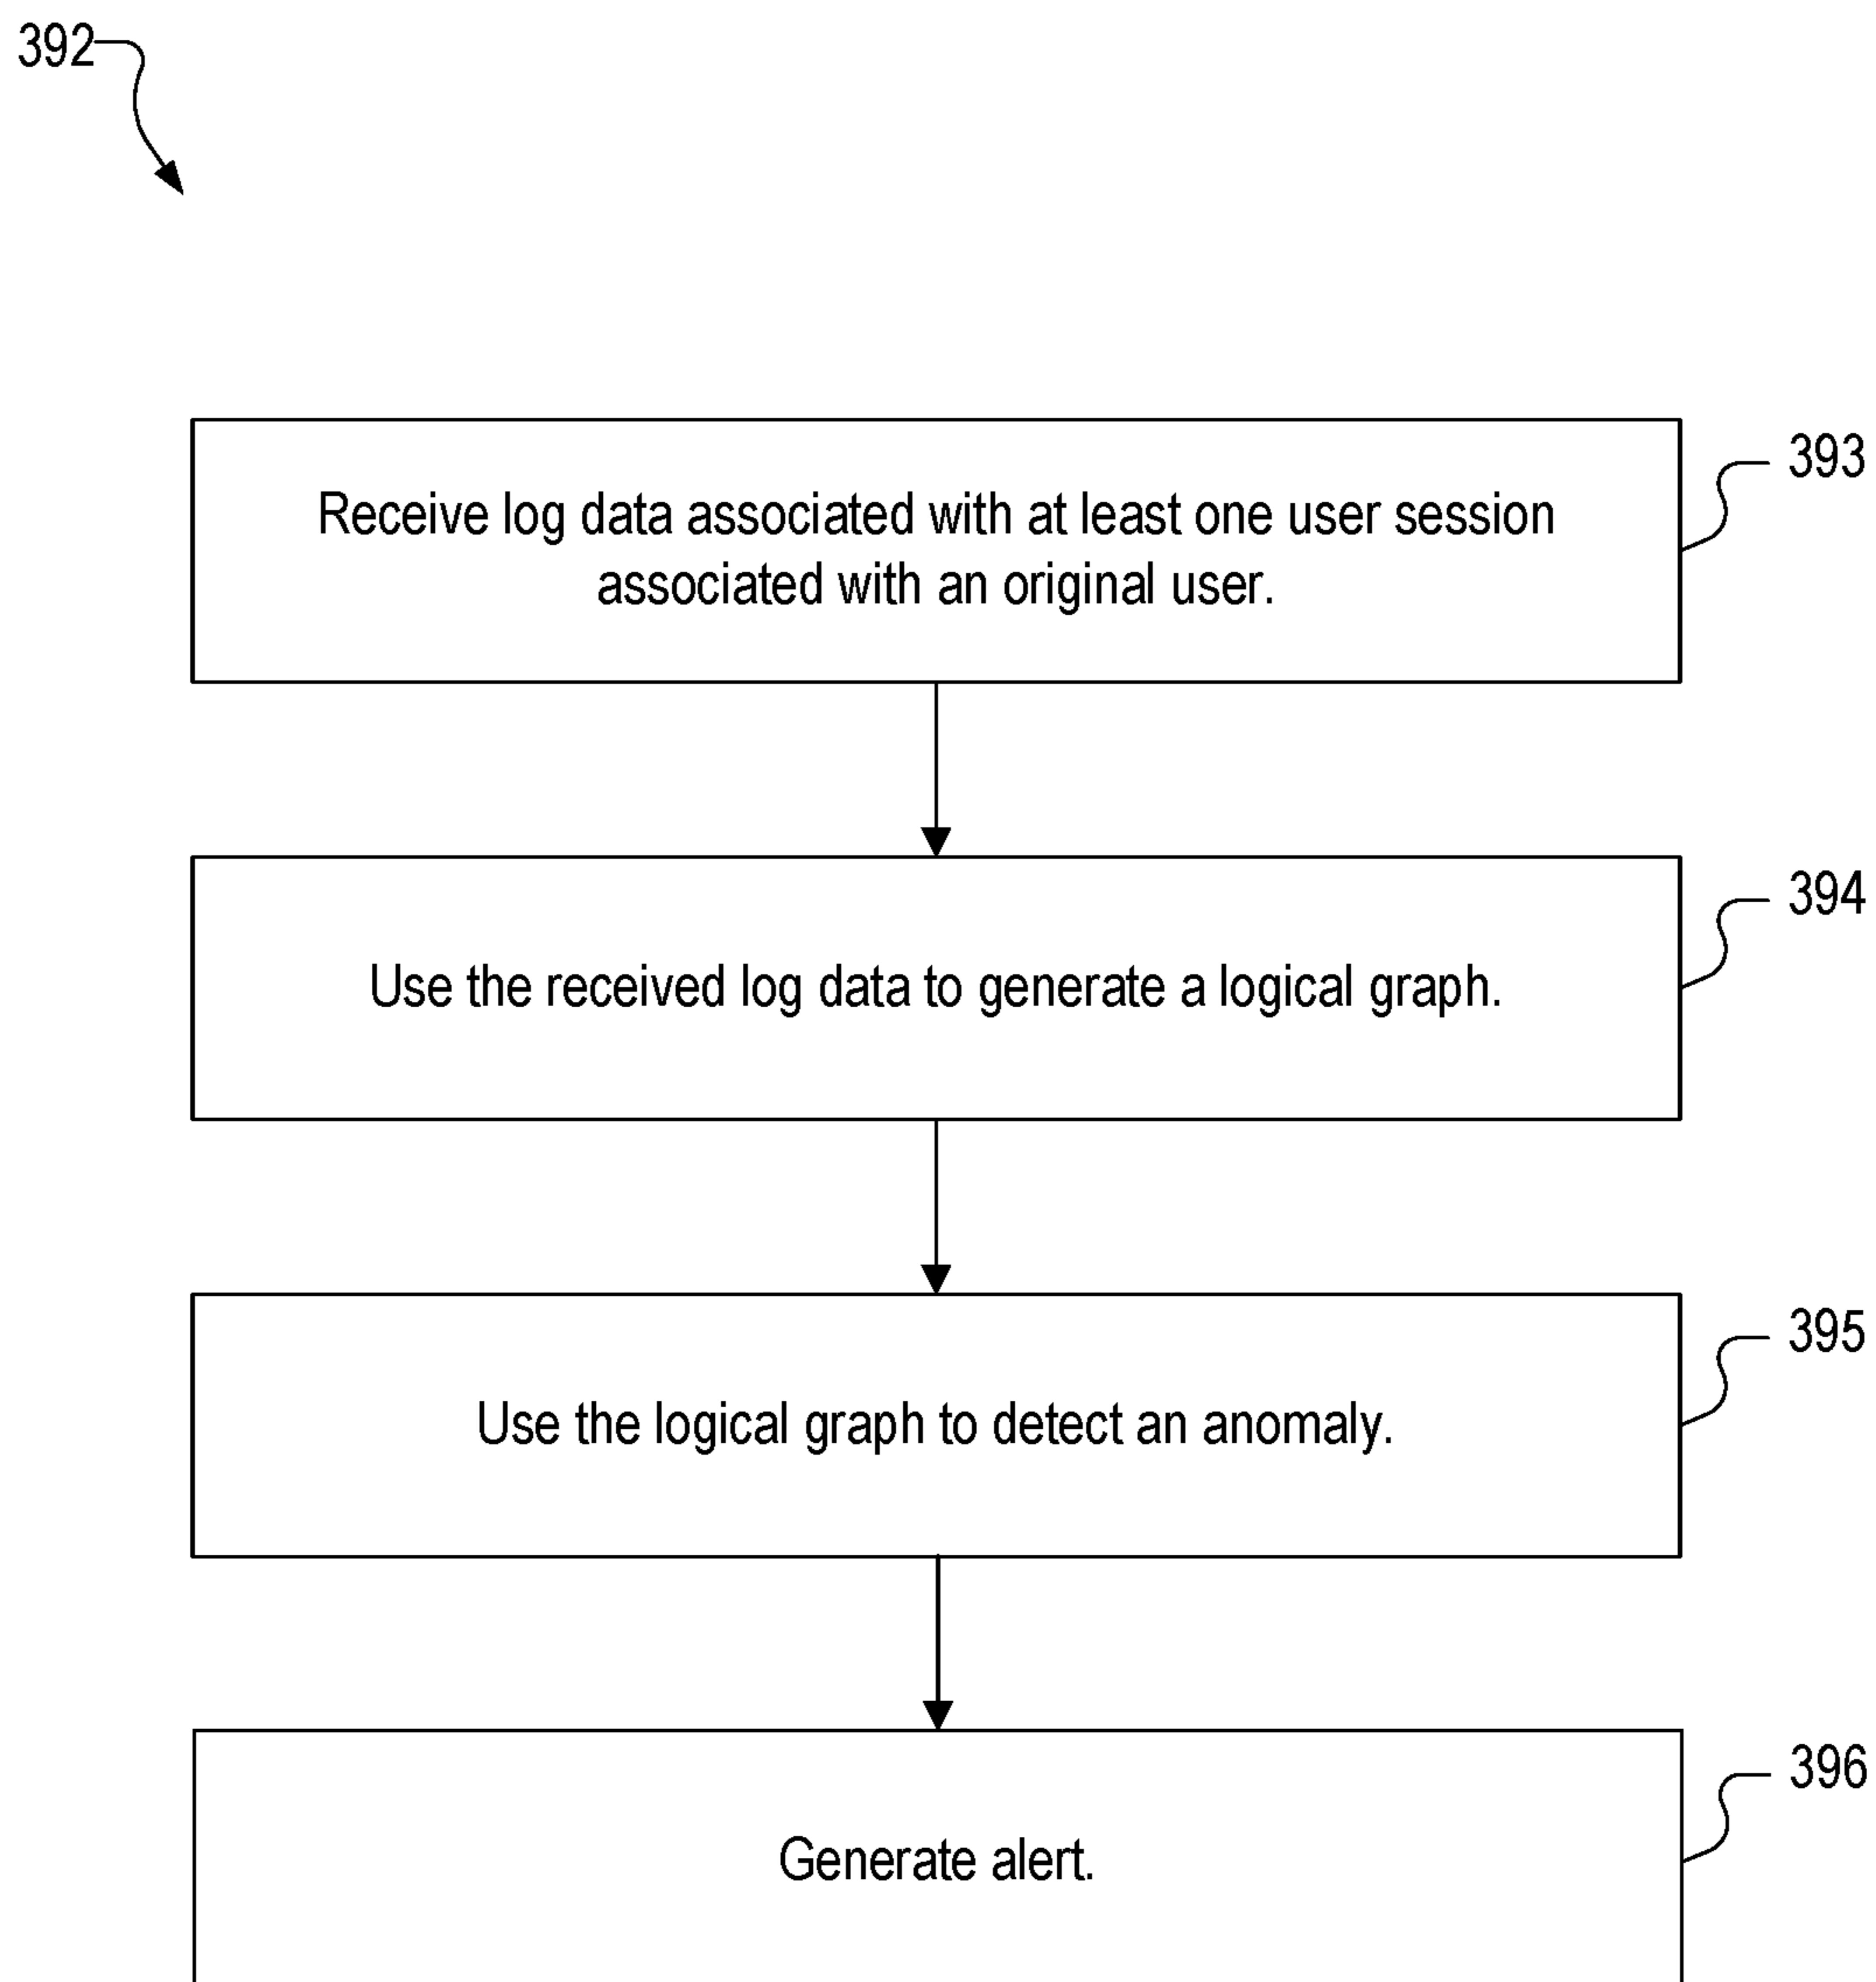 392
393
Receive log data associated with at least one user session
associated with an original user.
394
Use the received log data to generate a logical graph.
395
Use the logical graph to detect an anomaly.
396
Generate alert.